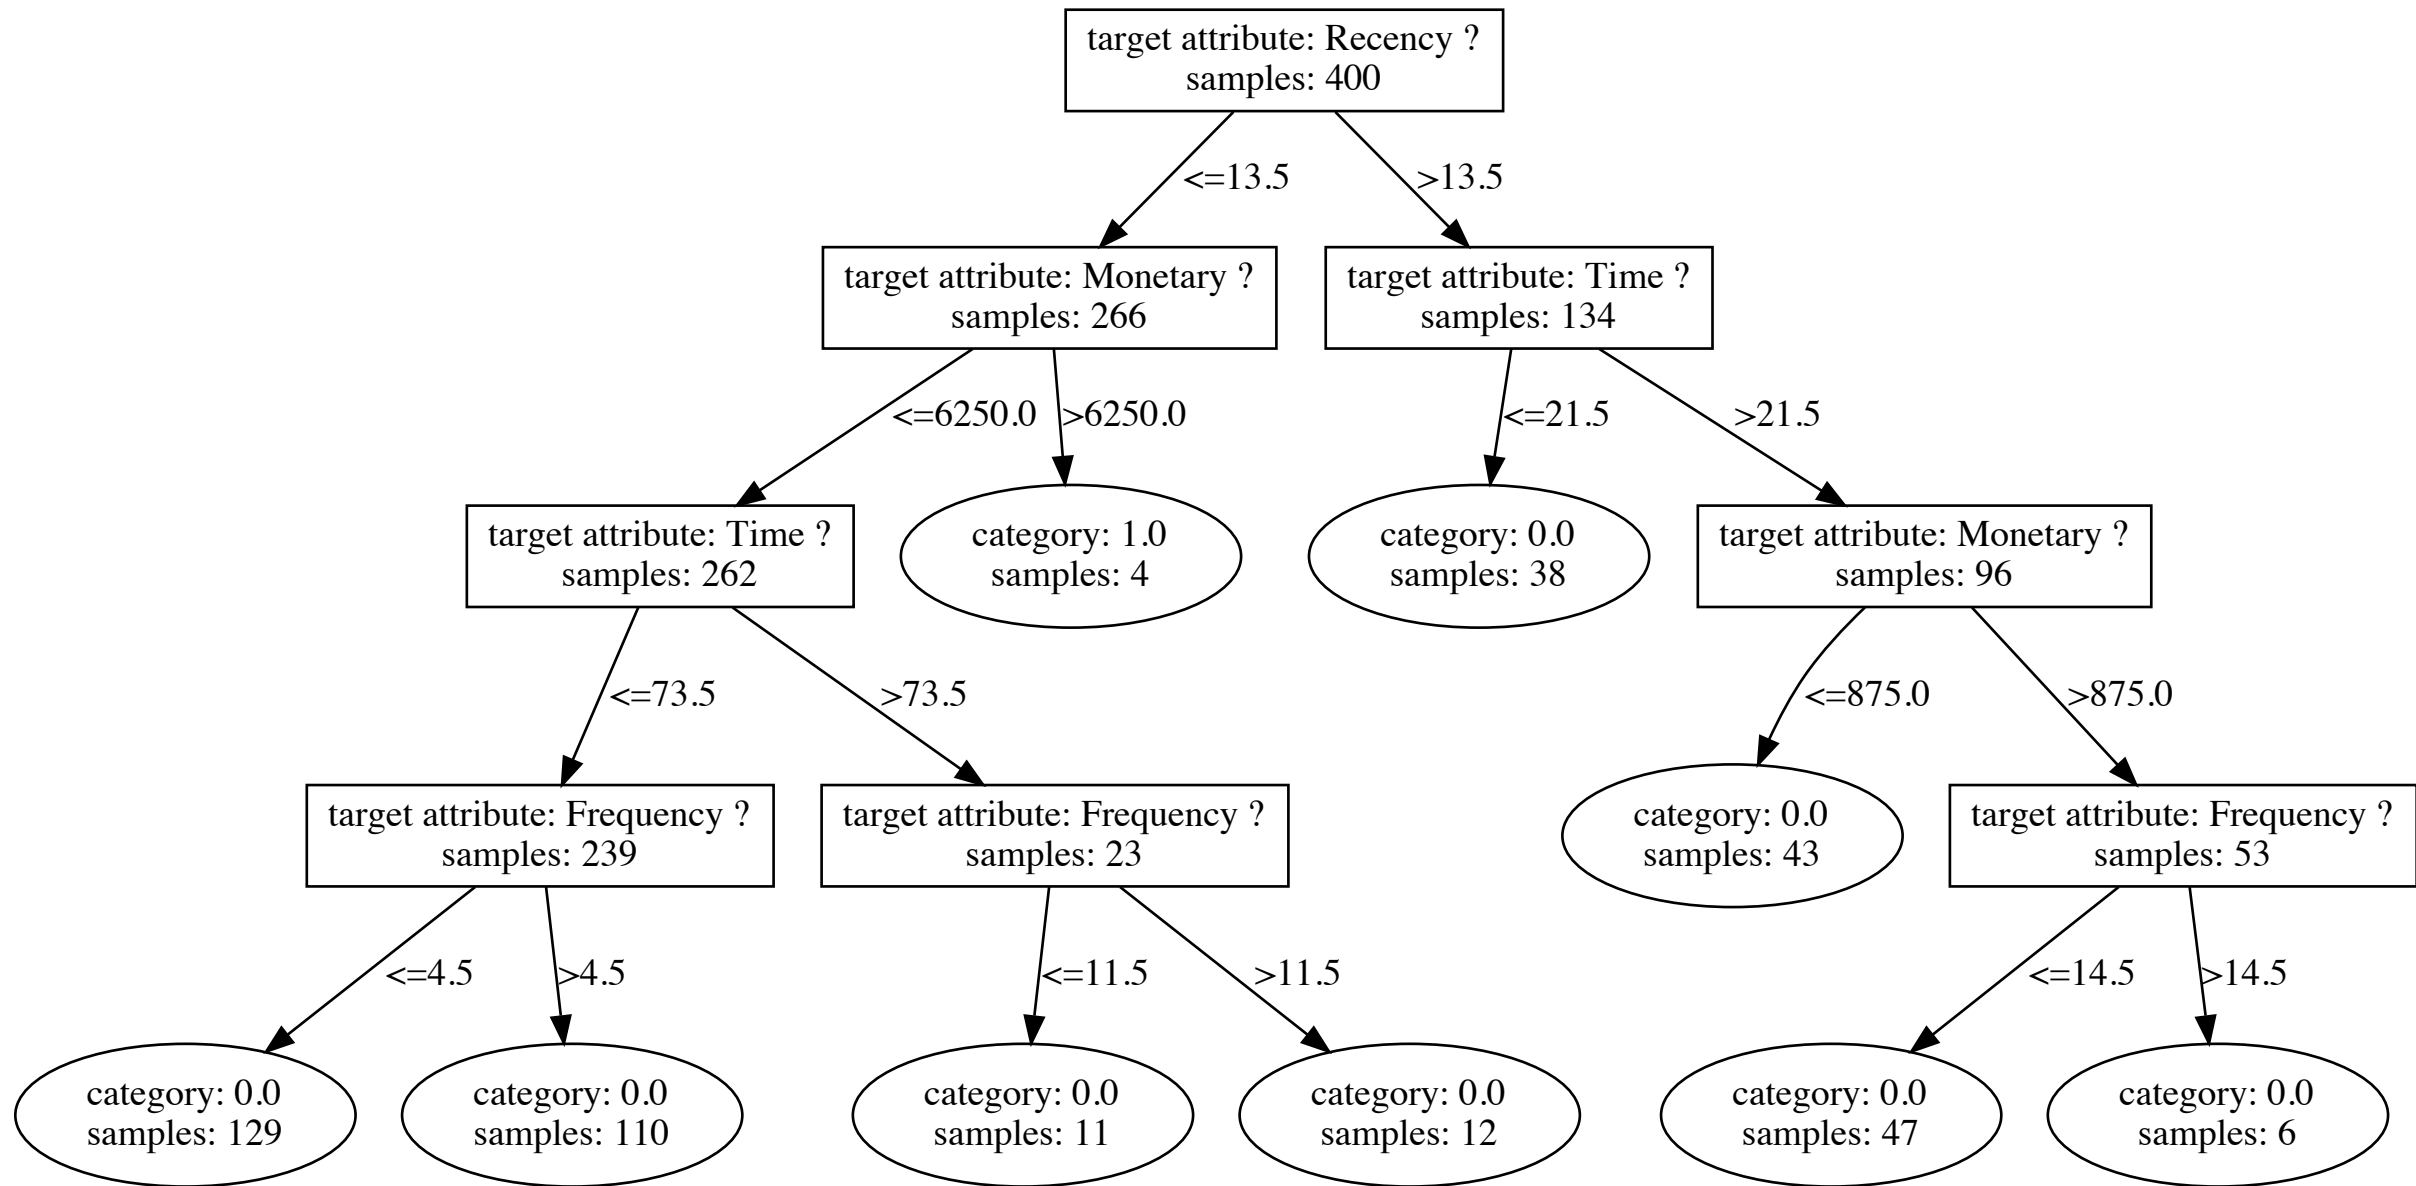 target attribute: Recency ?
samples: 400
<=13.5
>13.5
target attribute: Monetary ?
samples: 266
target attribute: Time ?
samples: 134
<=6250.0
>6250.0
<=21.5
>21.5
target attribute: Time ?
samples: 262
category: 1.0
samples: 4
category: 0.0
samples: 38
target attribute: Monetary ?
samples: 96
<=73.5
>73.5
<=875.0
>875.0
target attribute: Frequency ?
samples: 239
target attribute: Frequency ?
samples: 23
category: 0.0
samples: 43
target attribute: Frequency ?
samples: 53
<=4.5
>4.5
<=11.5
>11.5
<=14.5
>14.5
category: 0.0
samples: 129
category: 0.0
samples: 110
category: 0.0
samples: 11
category: 0.0
samples: 12
category: 0.0
samples: 47
category: 0.0
samples: 6